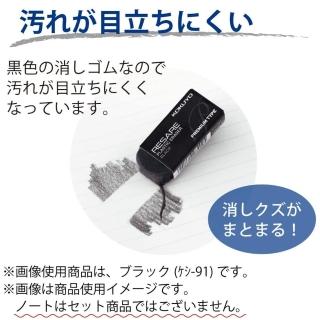 汚れが目立ちにくい
黒色の消しゴムなので
汚れが目立ちにくく
なっています。
KOKUYO
RESARE
PLASTIC ERASER
BLACK
PREMIUM TYPE
消しクズが
まとまる！
※画像使用商品は、ブラック(ｹｼ-91)です。
※画像は商品使用イメージです。
ノートはセット商品ではございません。